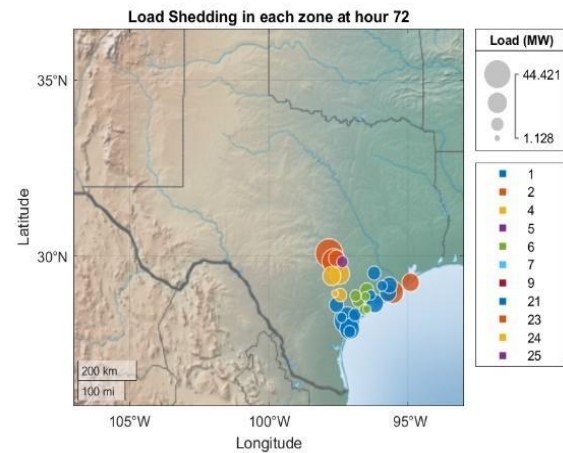 Load Shedding in each zone at hour 72
Load (MW)
44.421
1.128
35°N
30°N
Latitude
200 km
100 mi
105°W
100°W
95°W
Longitude
1
2
4
5
6
7
9
21
23
24
25